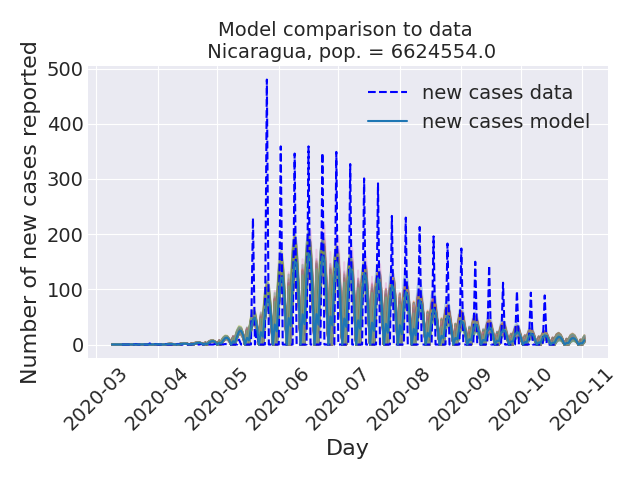 Model comparison to data
Nicaragua, pop. = 6624554.0
new cases data
new cases model
Number of new cases reported
500
400
300
200
100
0
2020-03
2020-04
2020-05
2020-06
2020-07
2020-08
2020-09
2020-10
2020-11
Day